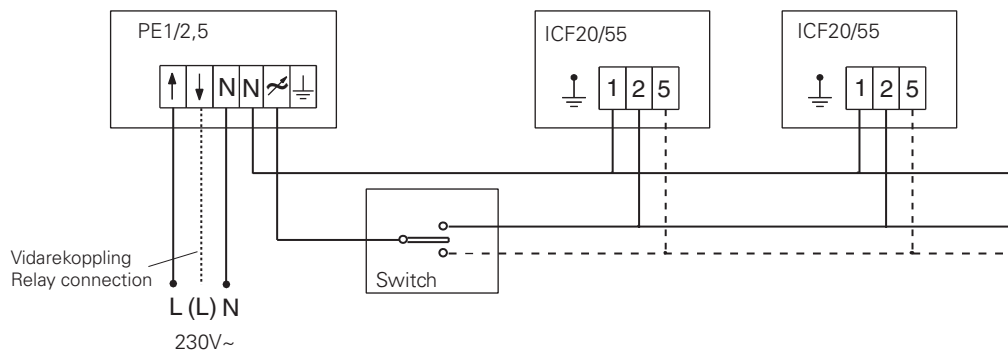 PE1/2,5
ICF20/55
ICF20/55
N N
1 2 5
1 2 5
Vidarekoppling
Relay connection
Switch
L (L) N
230V~